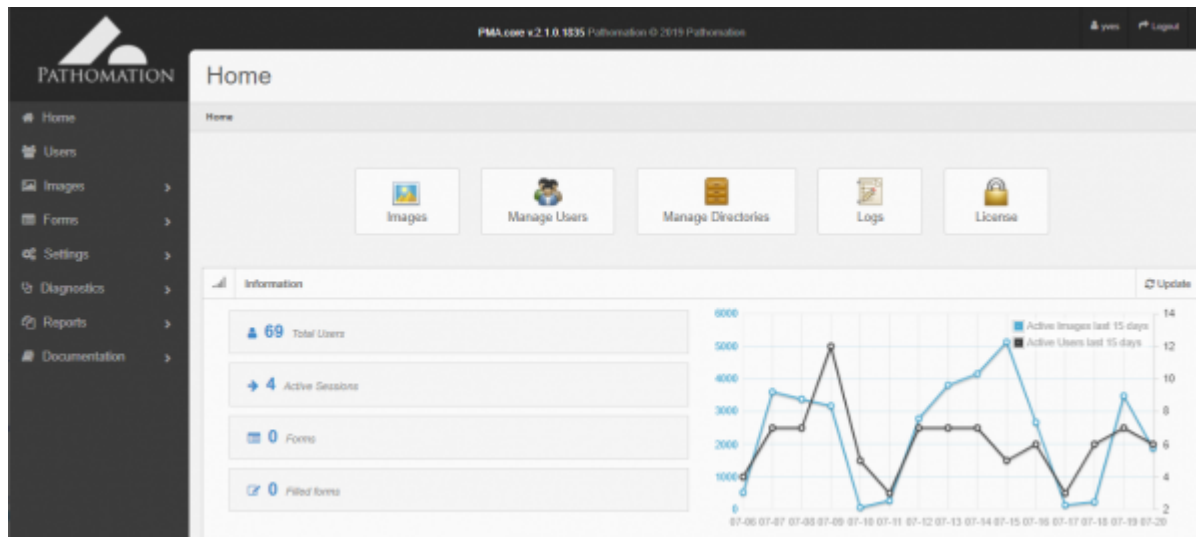 PMA.core v.2.1.0.1835 Pathomation © 2019 Pathomation
yves
Logout
PATHOMATION
Home
Home
Home
Users
Images
Forms
Settings
Diagnostics
Reports
Documentation
Images
Manage Users
Manage Directories
Logs
License
Information
Update
69 Total Users
4 Active Sessions
0 Forms
0 Filled forms
Active Images last 15 days
Active Users last 15 days
6000
5000
4000
3000
2000
1000
0
14
12
10
8
6
4
2
07-06 07-07 07-08 07-09 07-10 07-11 07-12 07-13 07-14 07-15 07-16 07-17 07-18 07-19 07-20